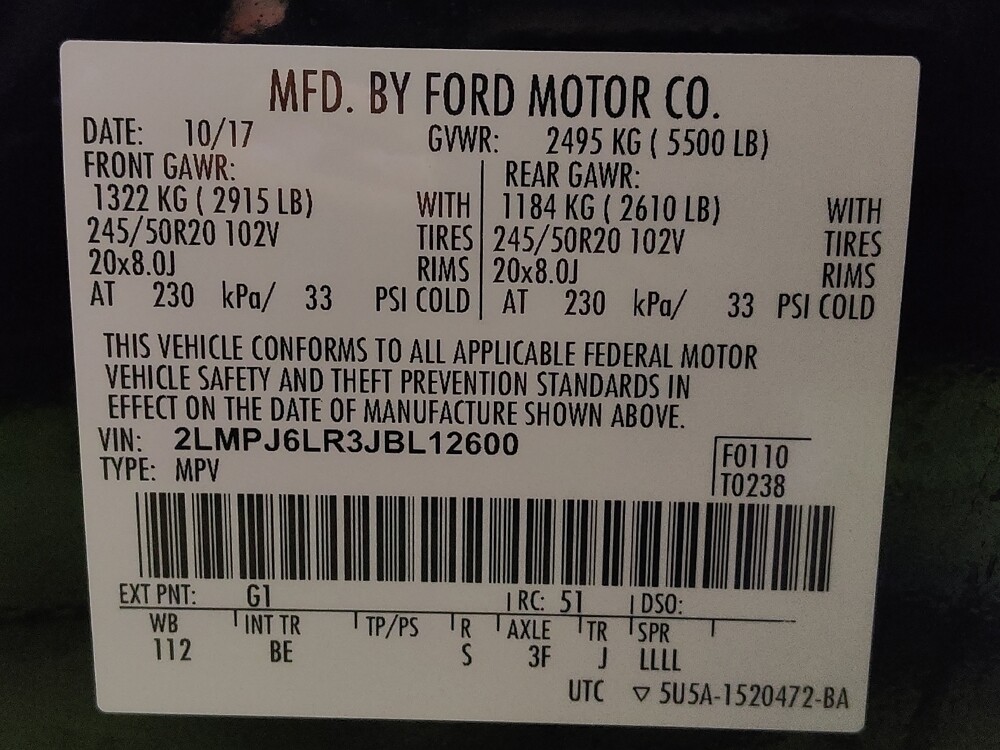 MFD. BY FORD MOTOR CO.
DATE: 10/17 GVWR: 2495 KG ( 5500 LB)
FRONT GAWR: REAR GAWR:
1322 KG ( 2915 LB) WITH 1184 KG ( 2610 LB) WITH
245/50R20 102V TIRES 245/50R20 102V TIRES
20x8.0J RIMS 20x8.0J RIMS
AT 230 kPa/ 33 PSI COLD AT 230 kPa/ 33 PSI COLD
THIS VEHICLE CONFORMS TO ALL APPLICABLE FEDERAL MOTOR
VEHICLE SAFETY AND THEFT PREVENTION STANDARDS IN
EFFECT ON THE DATE OF MANUFACTURE SHOWN ABOVE.
VIN: 2LMPJ6LR3JBL12600 F0110
TYPE: MPV T0238
EXT PNT: G1 RC: 51 DSO:
WB INT TR TP/PS R AXLE TR SPR
112 BE S 3F J LLLL
UTC ▽ 5U5A-1520472-BA